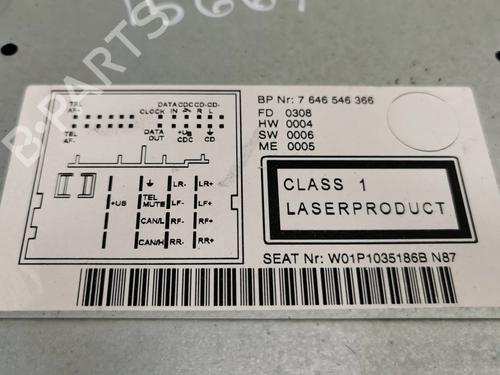 B-PARTS
BP Nr: 7 646 546 366
FD 0308
HW 0004
SW 0006
ME 0005
CLASS 1
LASERPRODUCT
SEAT Nr: W01P1035186B N87
TEL
AF+
TEL
AF-
DATA CDC CD- CD-
CLOCK IN R L
DATA
OUT
+UB
CDC
CD
+UB
TEL
MUTE
CAN/L
CAN/H
LR- LR+
LF- LF+
RF- RF+
RR- RR+